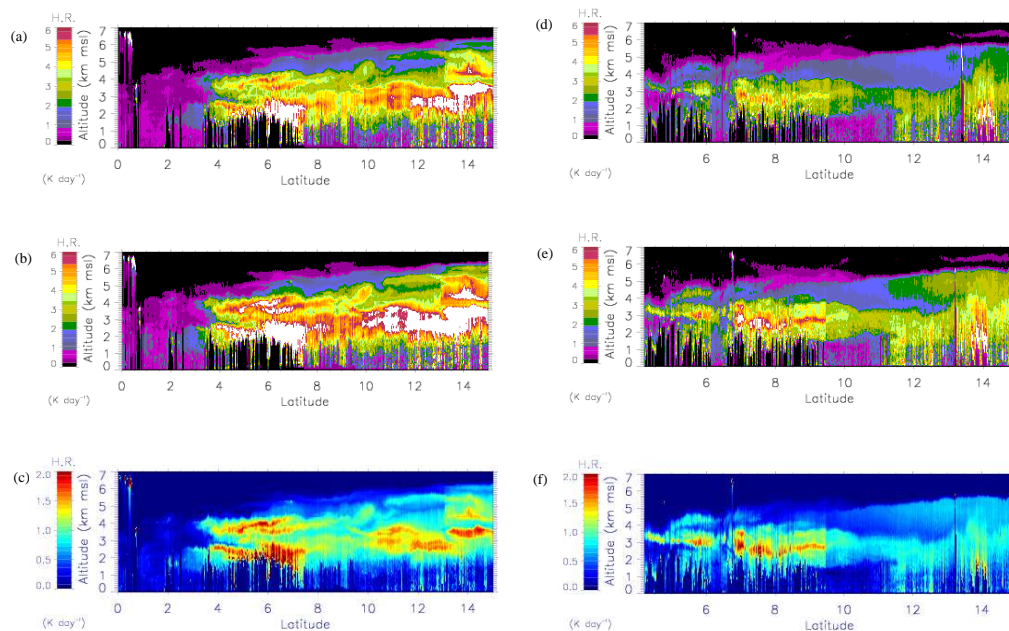 (a)
H.R.
6
5
4
3
2
1
0
(K day⁻¹)
Altitude (km msl)
7
6
5
4
3
2
1
0
0 2 4 6 8 10 12 14
Latitude
(b)
H.R.
6
5
4
3
2
1
0
(K day⁻¹)
Altitude (km msl)
7
6
5
4
3
2
1
0
0 2 4 6 8 10 12 14
Latitude
(c)
H.R.
2.0
1.5
1.0
0.5
0.0
(K day⁻¹)
Altitude (km msl)
7
6
5
4
3
2
1
0
0 2 4 6 8 10 12 14
Latitude
(d)
H.R.
6
5
4
3
2
1
0
(K day⁻¹)
Altitude (km msl)
7
6
5
4
3
2
1
0
6 8 10 12 14
Latitude
(e)
H.R.
6
5
4
3
2
1
0
(K day⁻¹)
Altitude (km msl)
7
6
5
4
3
2
1
0
6 8 10 12 14
Latitude
(f)
H.R.
2.0
1.5
1.0
0.5
0.0
(K day⁻¹)
Altitude (km msl)
7
6
5
4
3
2
1
0
6 8 10 12 14
Latitude